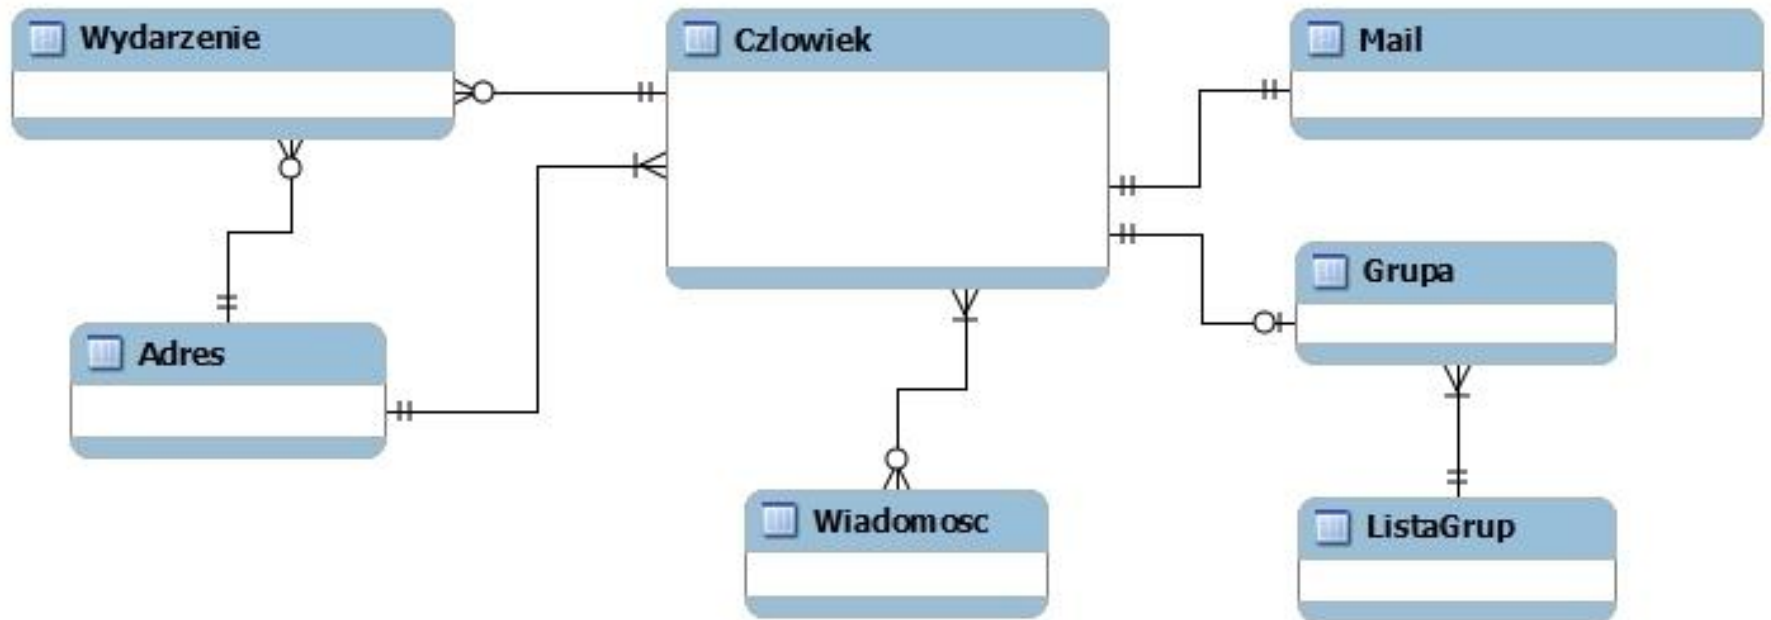 Wydarzenie
Czlowiek
Mail
Grupa
Adres
Wiadomosc
ListaGrup